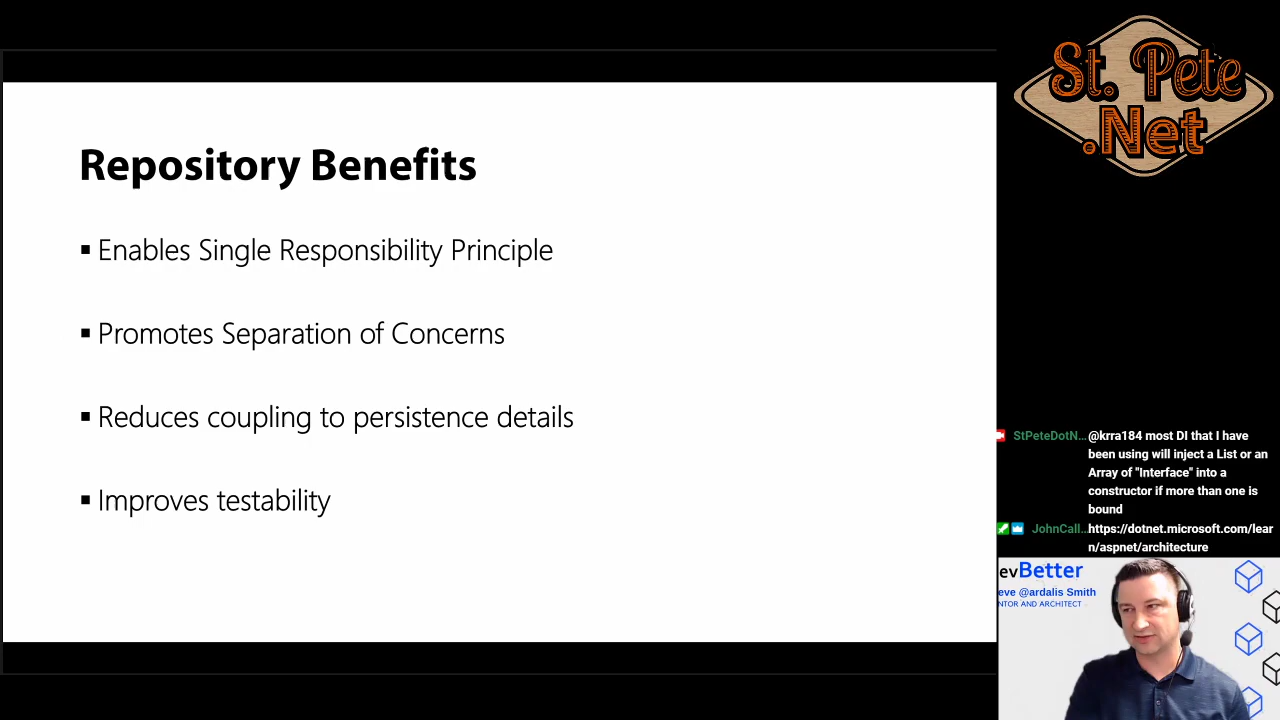 Repository Benefits
▪ Enables Single Responsibility Principle
▪ Promotes Separation of Concerns
▪ Reduces coupling to persistence details
▪ Improves testability
St. Pete
.Net
StPeteDotN... @krra184 most DI that I have
been using will inject a List or an
Array of "Interface" into a
constructor if more than one is
bound
JohnCall... https://dotnet.microsoft.com/lear
n/aspnet/architecture
evBetter
eve @ardalis Smith
NTOR AND ARCHITECT